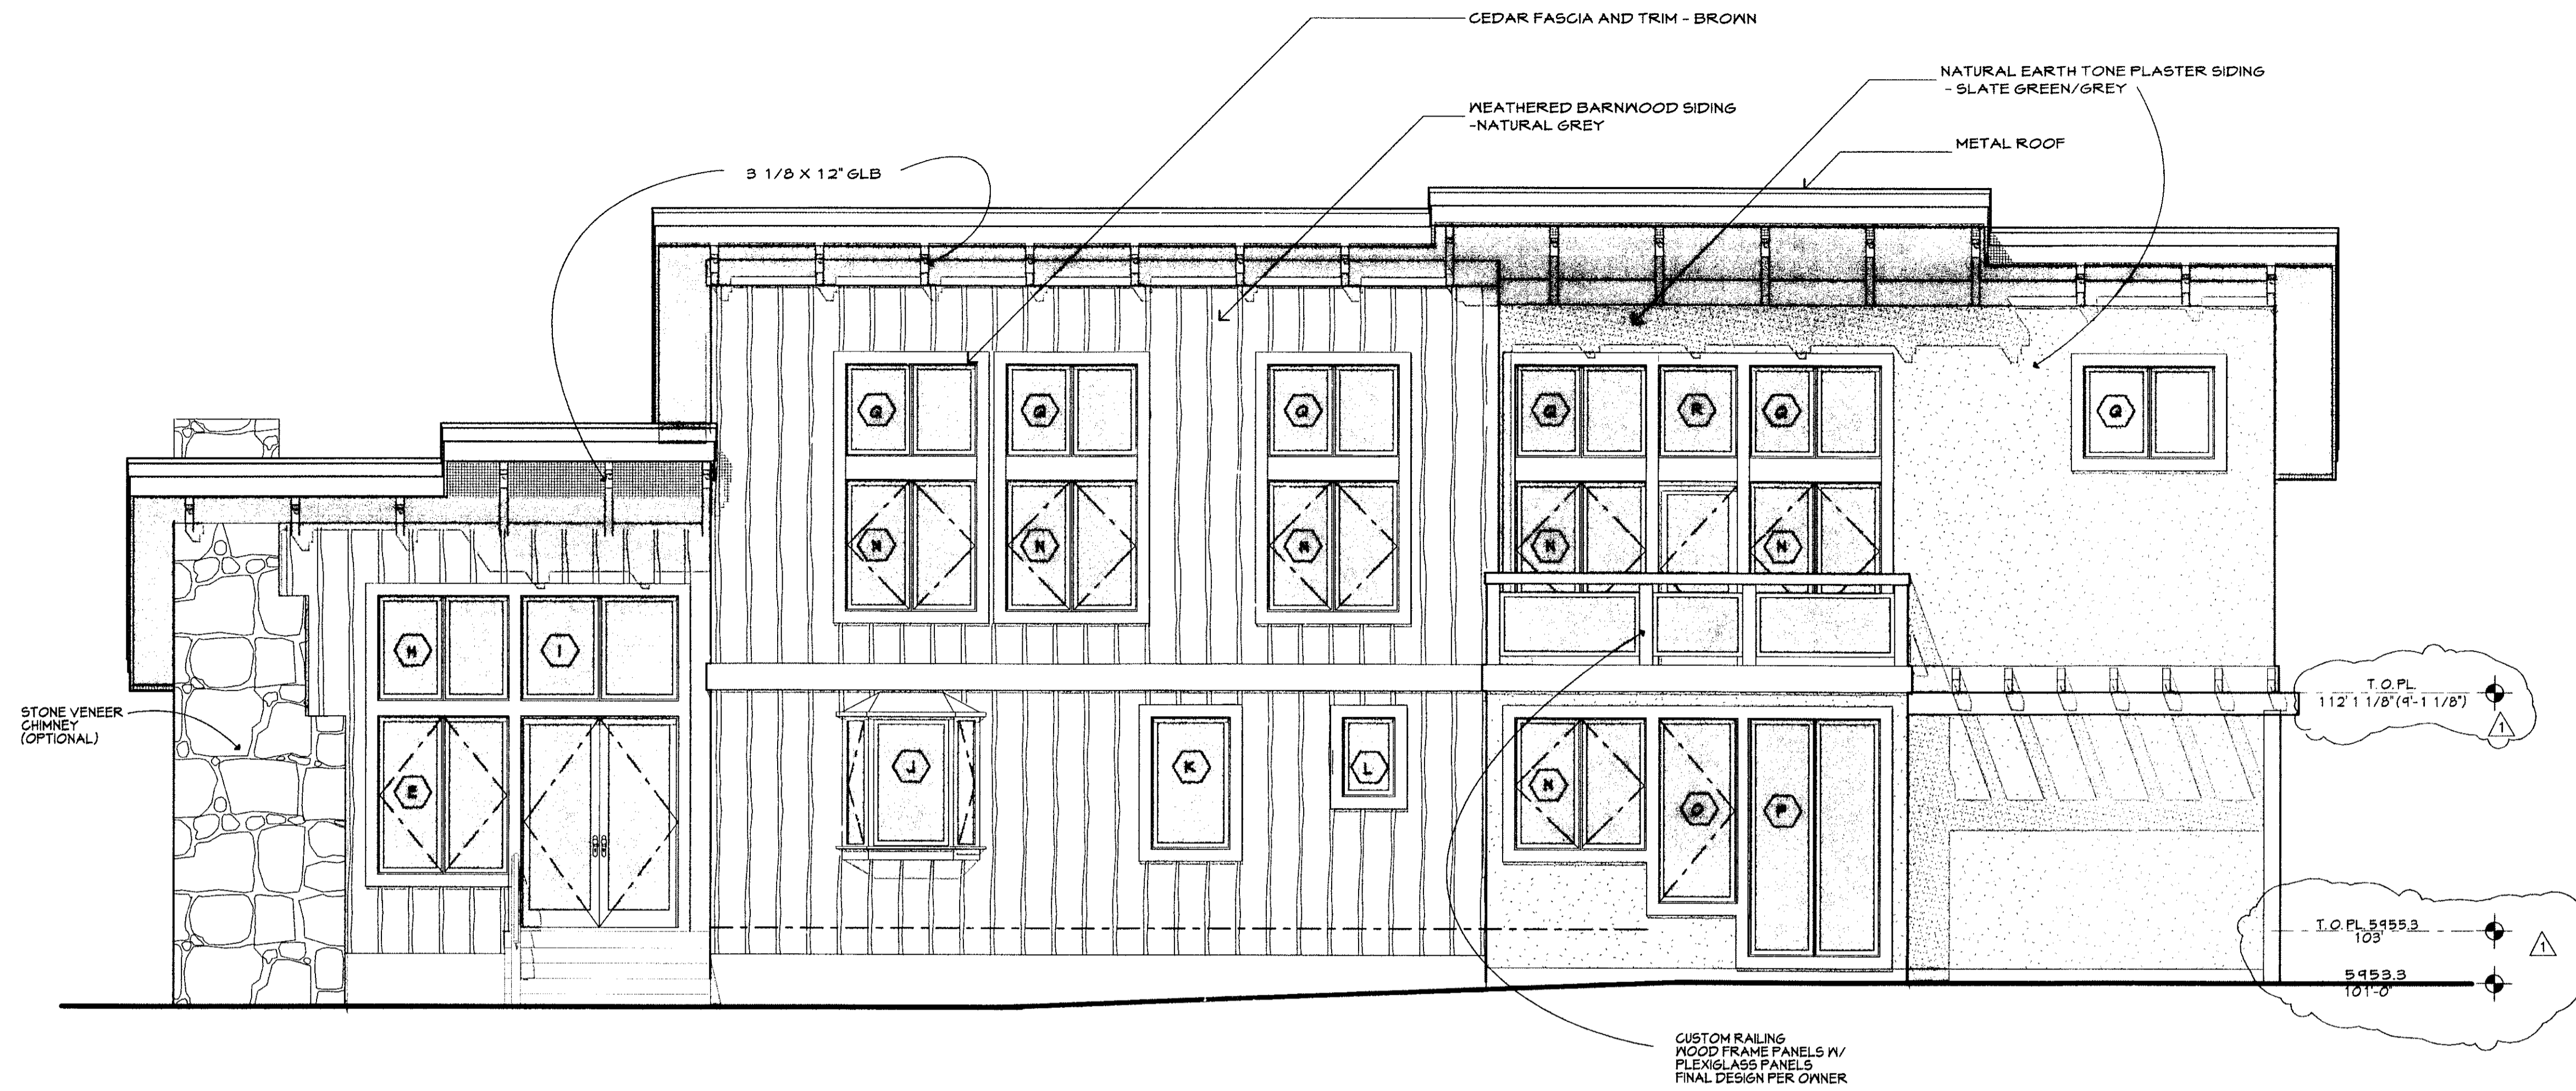 CEDAR FASCIA AND TRIM - BROWN
NATURAL EARTH TONE PLASTER SIDING
- SLATE GREEN/GREY
WEATHERED BARNWOOD SIDING
-NATURAL GREY
METAL ROOF
3 1/8 X 12" GLB
Q
Q
Q
Q
R
Q
Q
N
N
N
N
N
H
I
STONE VENEER
CHIMNEY
(OPTIONAL)
T.O.PL.
112' 1 1/8" (9'-1 1/8")
1
E
J
K
L
N
O
P
T.O.PL. 5955.3
103'
1
5953.3
101'-0"
CUSTOM RAILING
WOOD FRAME PANELS W/
PLEXIGLASS PANELS
FINAL DESIGN PER OWNER